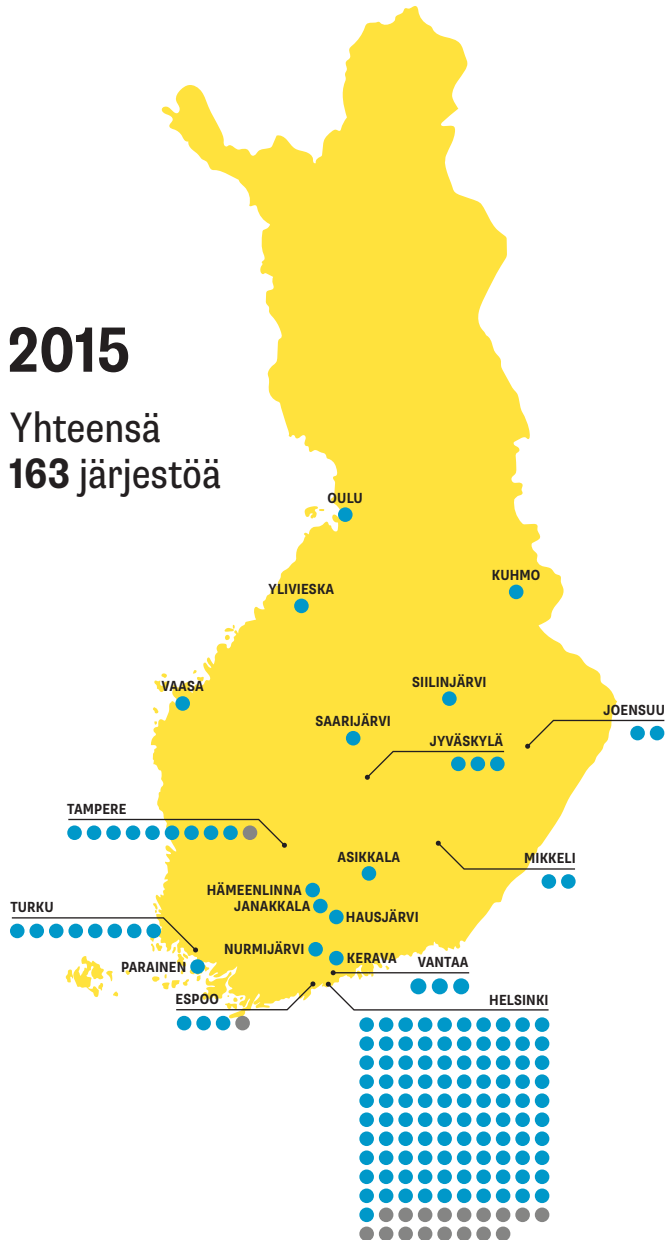 2015
Yhteensä
163 järjestöä
OULU
KUHMO
YLIVIESKA
VAASA
SIILINJÄRVI
JOENSUU
SAARIJÄRVI
JYVÄSKYLÄ
TAMPERE
ASIKKALA
MIKKELI
HÄMEENLINNA
JANAKKALA
TURKU
HAUSJÄRVI
NURMIJÄRVI
KERAVA
VANTAA
PARAINEN
ESPOO
HELSINKI